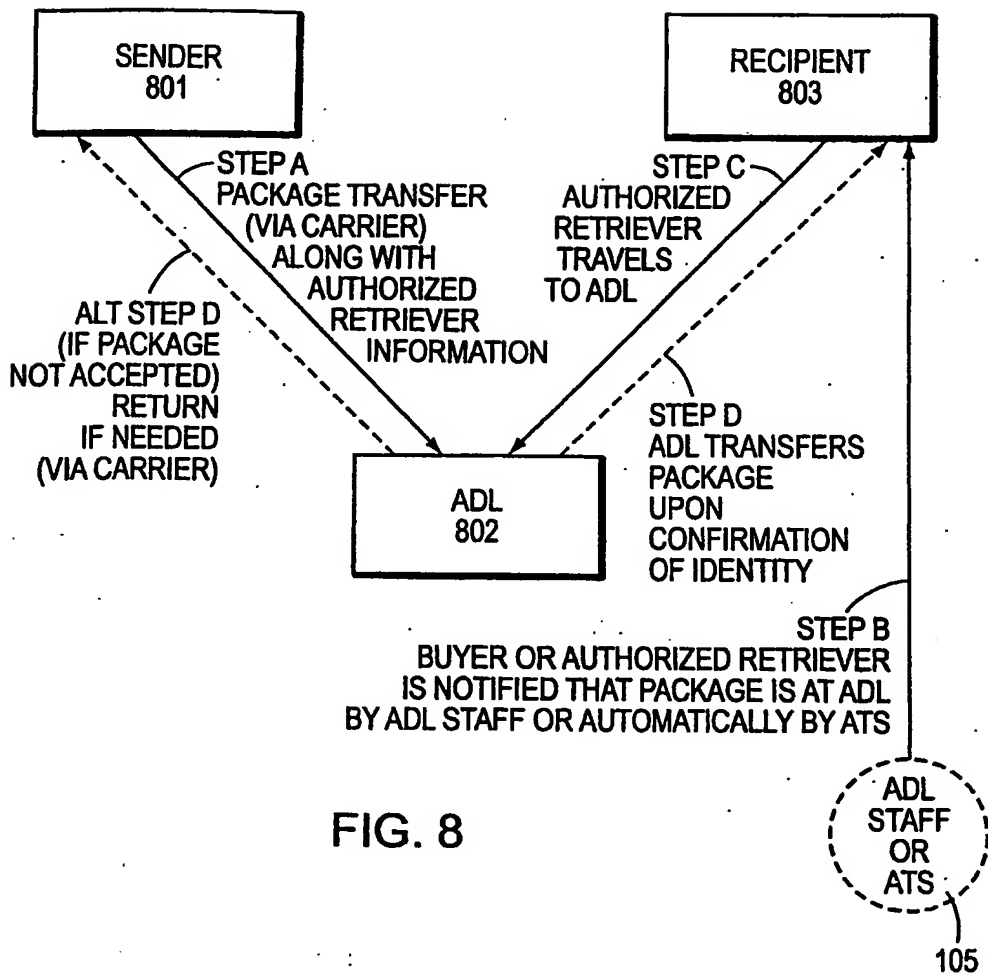 SENDER
801
RECIPIENT
803
STEP A
PACKAGE TRANSFER
(VIA CARRIER)
ALONG WITH
AUTHORIZED
RETRIEVER
INFORMATION
STEP C
AUTHORIZED
RETRIEVER
TRAVELS
TO ADL
ALT STEP D
(IF PACKAGE
NOT ACCEPTED)
RETURN
IF NEEDED
(VIA CARRIER)
ADL
802
STEP D
ADL TRANSFERS
PACKAGE
UPON
CONFIRMATION
OF IDENTITY
STEP B
BUYER OR AUTHORIZED RETRIEVER
IS NOTIFIED THAT PACKAGE IS AT ADL
BY ADL STAFF OR AUTOMATICALLY BY ATS
ADL
STAFF
OR
ATS
105
FIG. 8